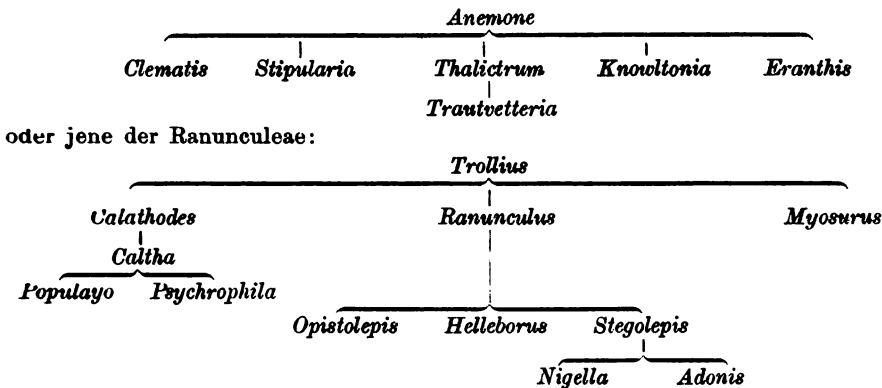 Anemone
Clematis Stipularia Thalictrum Knowltonia Eranthis
Trautvetteria
oder jene der Ranunculeae:
Trollius
Calathodes Ranunculus Myosurus
Caltha
Populayo Psychrophila
Opistolepis Helleborus Stegolepis
Nigella Adonis